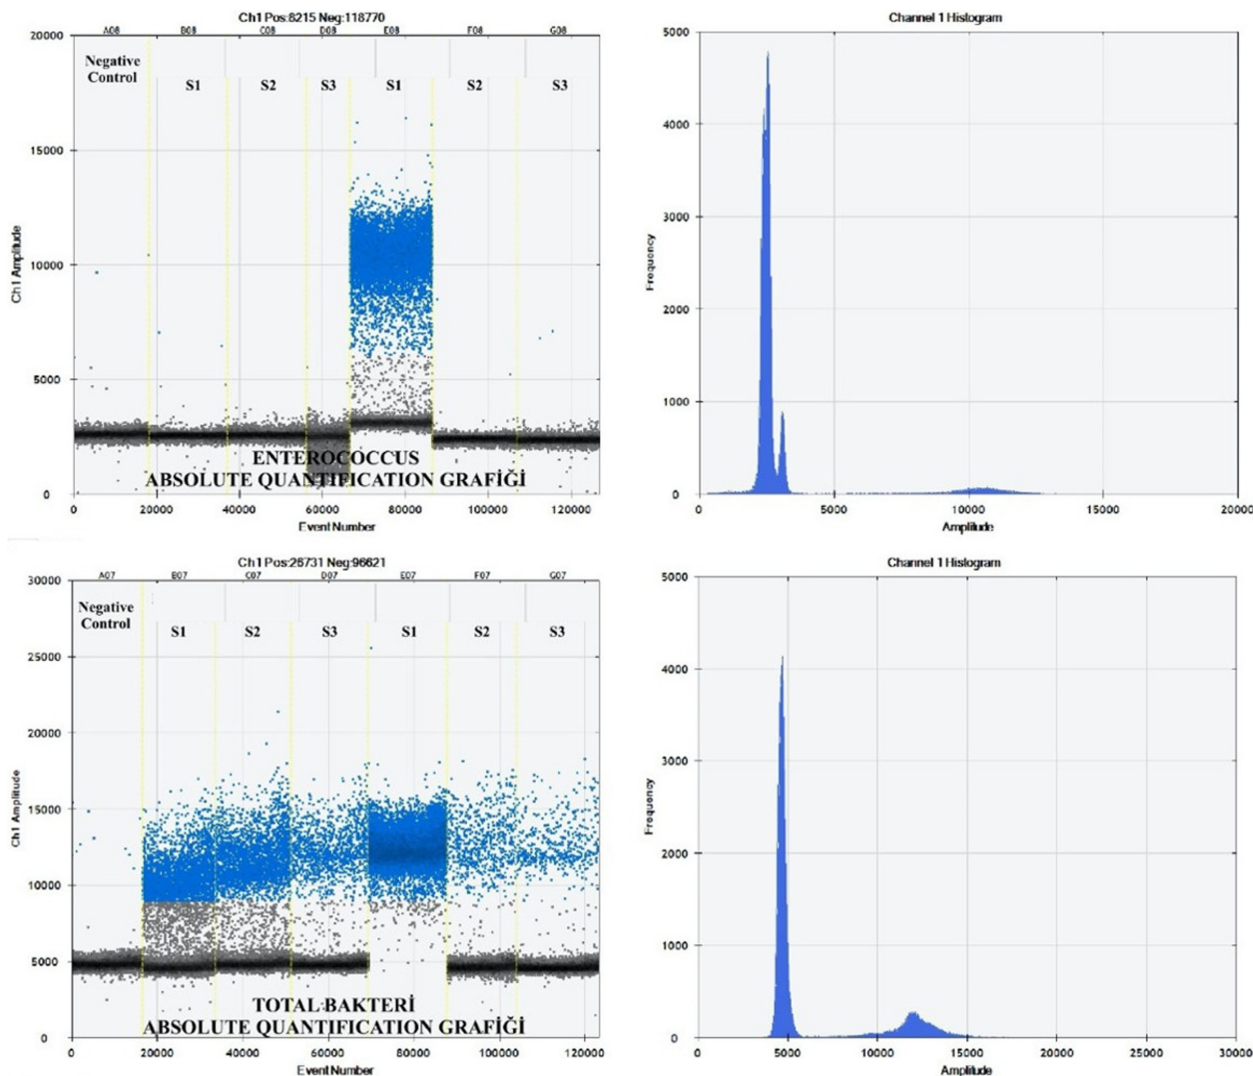 Ch1 Pos:8215 Neg:118770
A08 B08 C08 D08 E08 F08 G08
20000
Negative
Control
S1 S2 S3 S1 S2 S3
15000
10000
5000
0
Ch1 Amplitude
ENTEROCOCCUS
ABSOLUTE QUANTIFICATION GRAFİĞİ
0 20000 40000 60000 80000 100000 120000
Event Number
Channel 1 Histogram
5000
4000
3000
2000
1000
0
Frequency
0 5000 10000 15000 20000
Amplitude
Ch1 Pos:26731 Neg:96621
A07 B07 C07 D07 E07 F07 G07
30000
Negative
Control
S1 S2 S3 S1 S2 S3
25000
20000
15000
10000
5000
0
Ch1 Amplitude
TOTAL BAKTERİ
ABSOLUTE QUANTIFICATION GRAFİĞİ
0 20000 40000 60000 80000 100000 120000
Event Number
Channel 1 Histogram
5000
4000
3000
2000
1000
0
Frequency
0 5000 10000 15000 20000 25000 30000
Amplitude